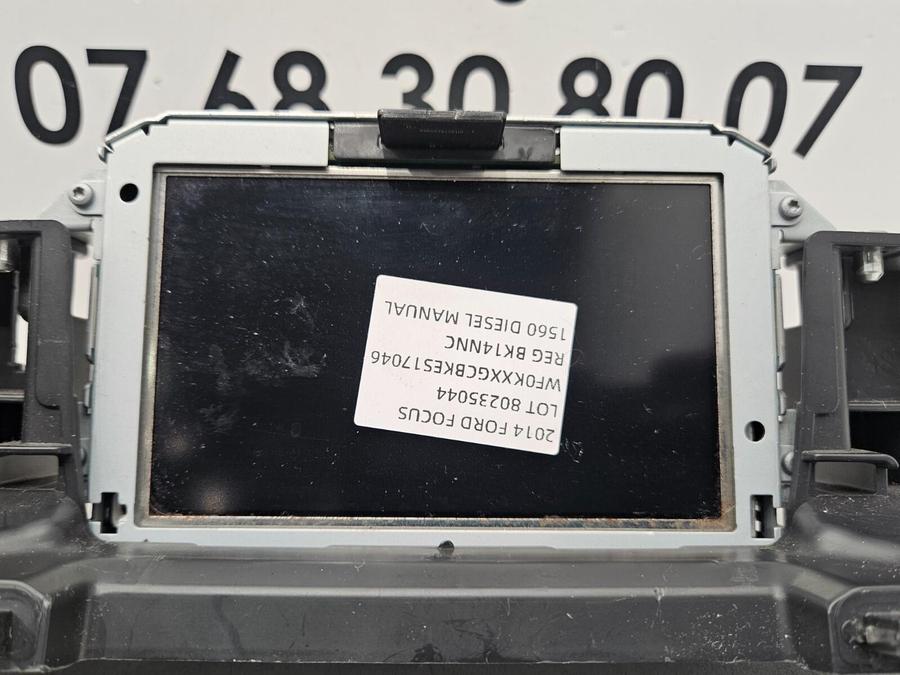 07 68 30 80 07
2014 FORD FOCUS
LOT 80235044
WF0KXXGCBKES17046
REG BK14NNC
1560 DIESEL MANUAL